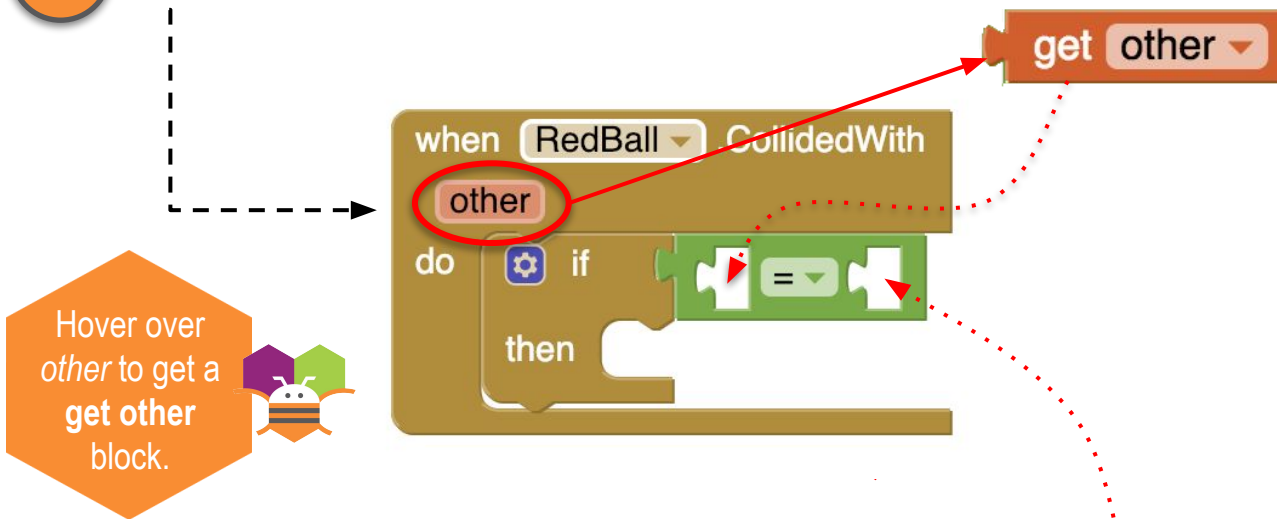 get other
when RedBall .CollidedWith
other
do if =
then
Hover over
other to get a
get other
block.